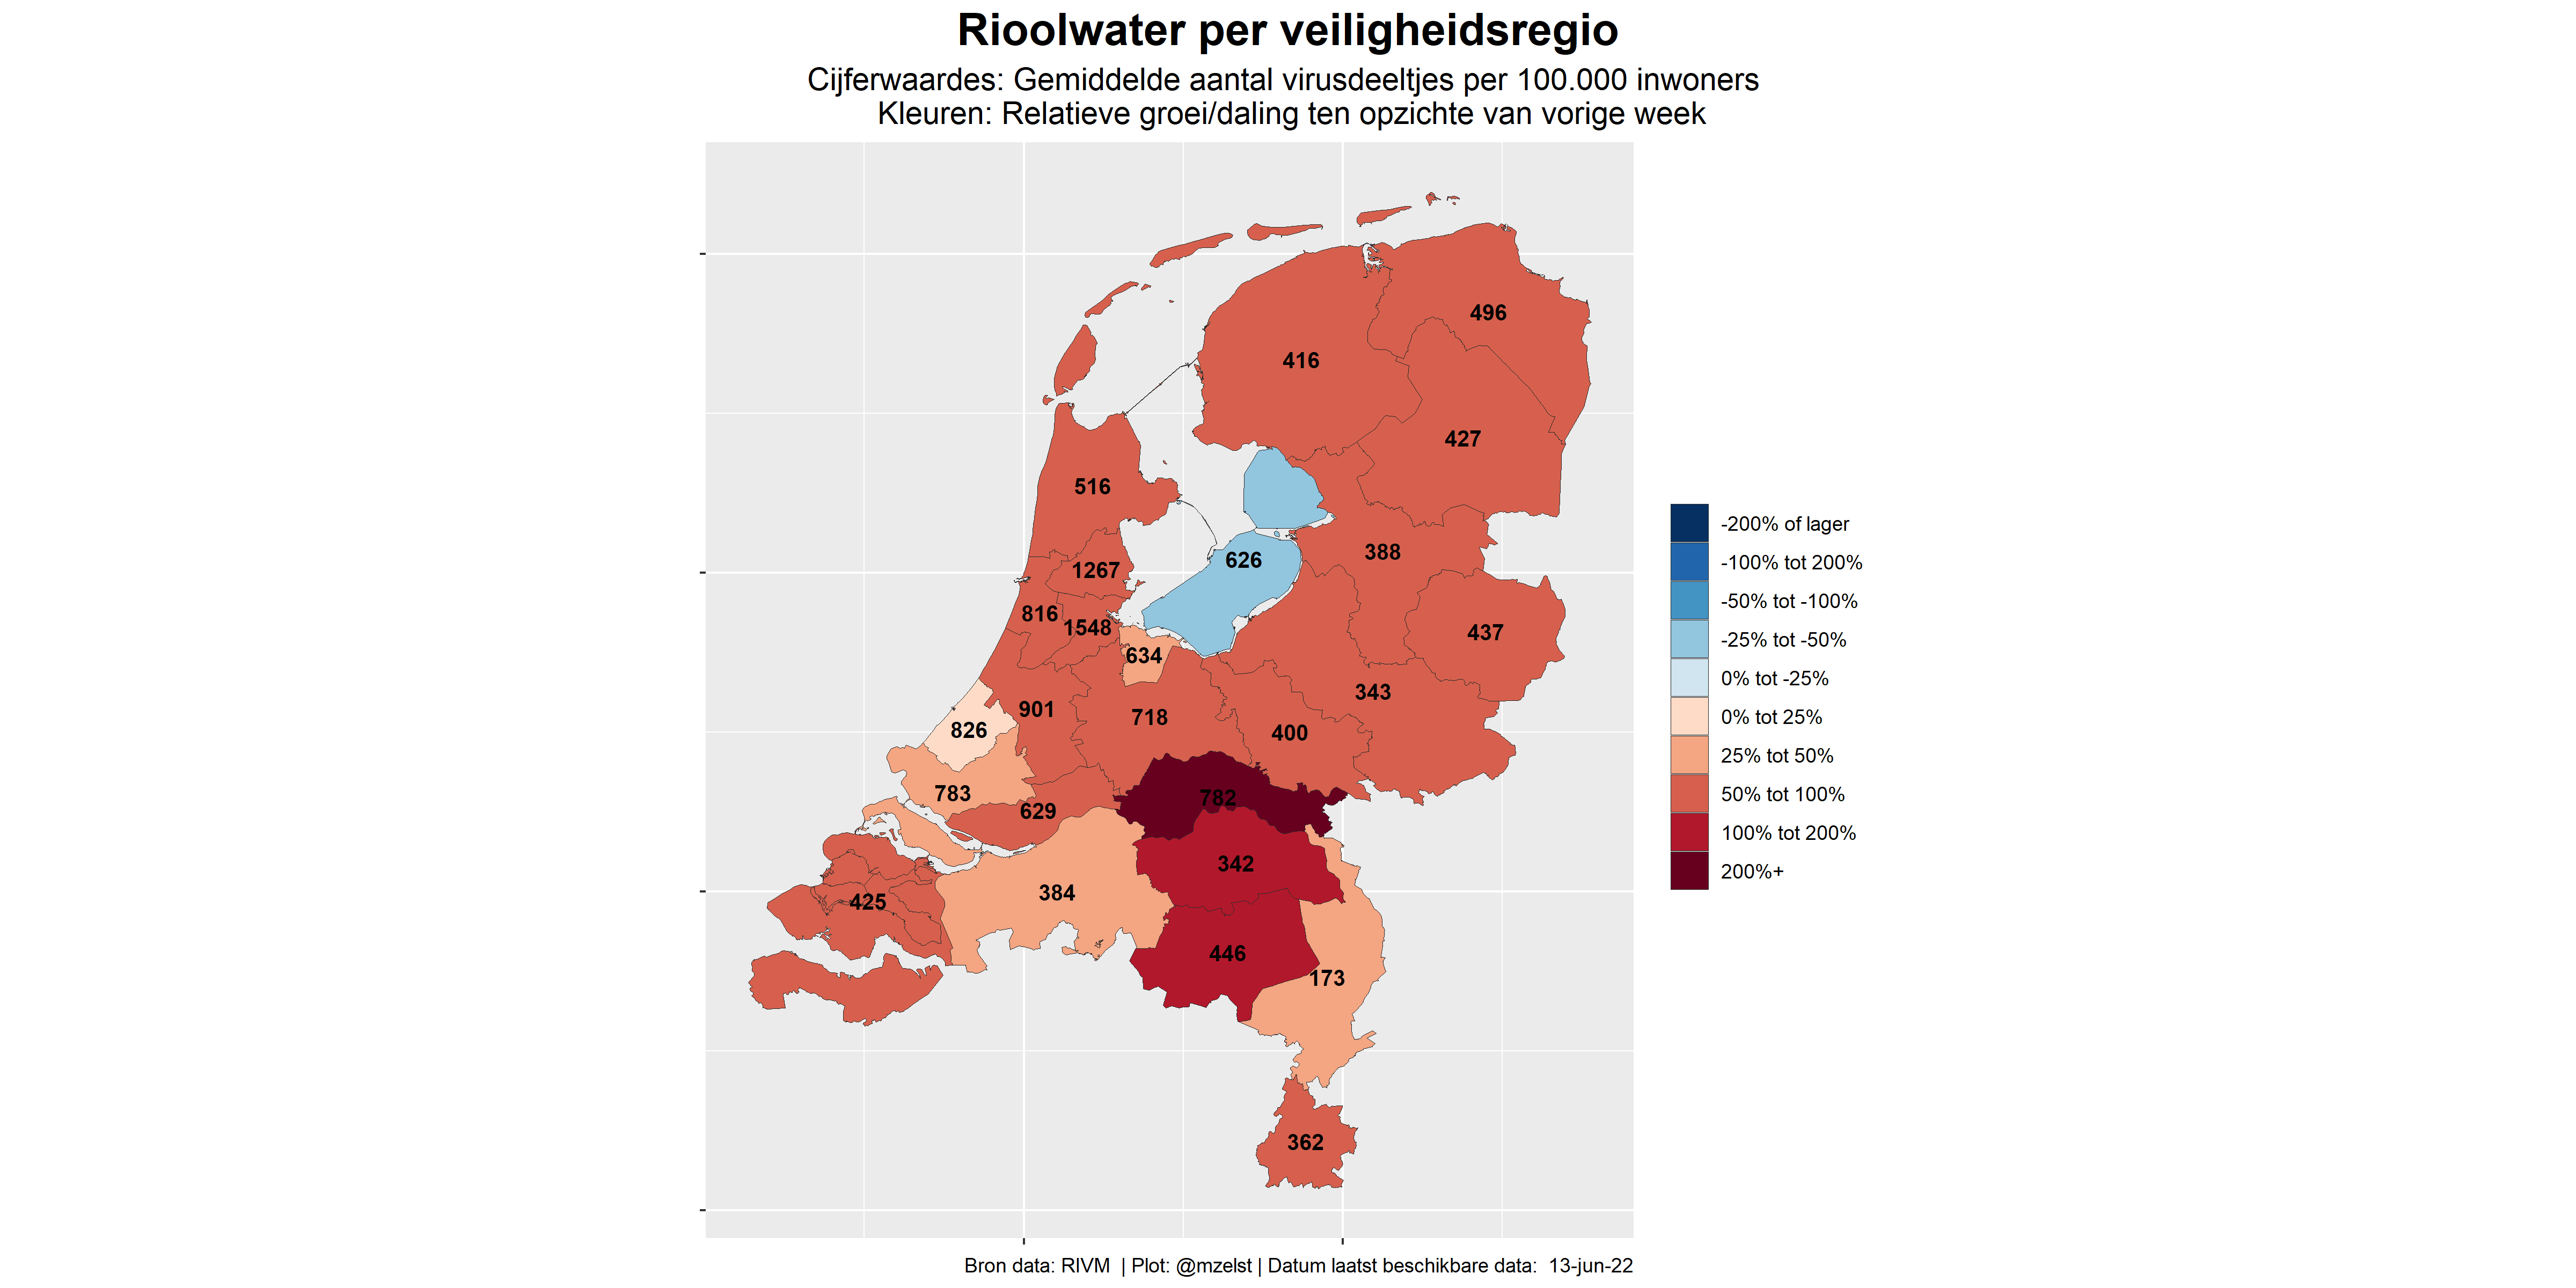 Rioolwater per veiligheidsregio
Cijferwaardes: Gemiddelde aantal virusdeeltjes per 100.000 inwoners
Kleuren: Relatieve groei/daling ten opzichte van vorige week
496
416
427
516
388
626
1267
816
1548
437
634
343
901
718
826
400
783
782
629
342
384
425
446
173
362
-200% of lager
-100% tot 200%
-50% tot -100%
-25% tot -50%
0% tot -25%
0% tot 25%
25% tot 50%
50% tot 100%
100% tot 200%
200%+
Bron data: RIVM | Plot: @mzelst | Datum laatst beschikbare data: 13-jun-22